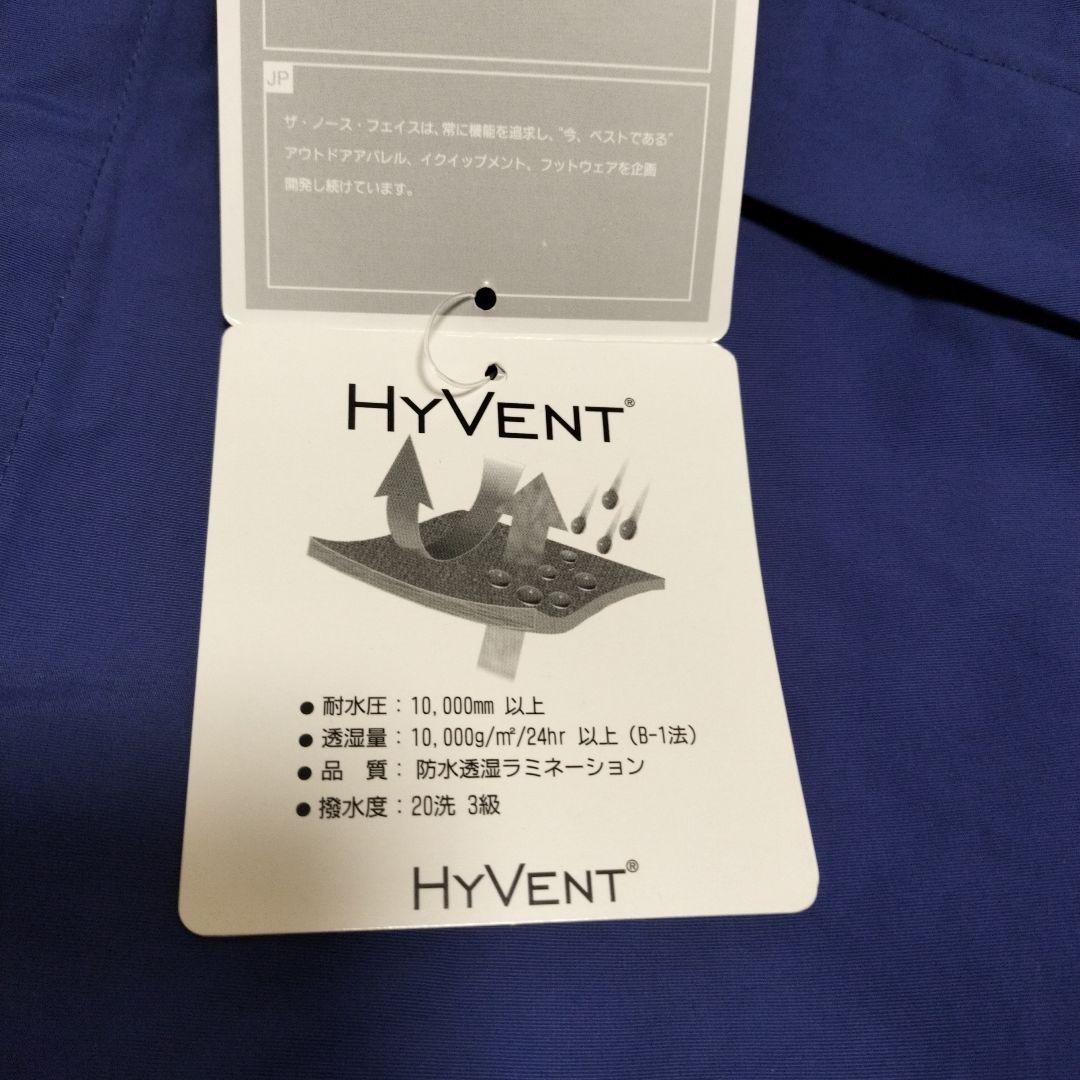 JP
ザ・ノース・フェイスは、常に機能を追求し、"今、ベストである"
アウトドアアパレル、イクイップメント、フットウェアを企画
開発し続けています。
HYVENT®
● 耐水圧：10,000mm 以上
● 透湿量：10,000g/㎡/24hr 以上（B-1法）
● 品　質：防水透湿ラミネーション
● 撥水度：20洗 3級
HYVENT®